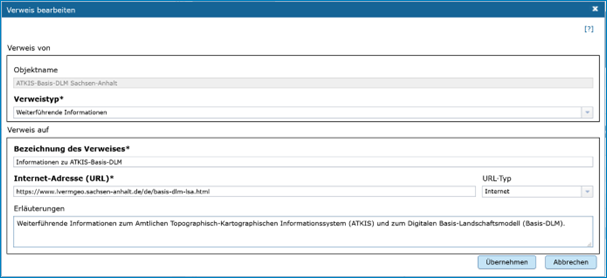 Verweis bearbeiten
[?]
Verweis von
Objektname
ATKIS-Basis-DLM Sachsen-Anhalt
Verweistyp*
Weiterführende Informationen
Verweis auf
Bezeichnung des Verweises*
Informationen zu ATKIS-Basis-DLM
Internet-Adresse (URL)* URL-Typ
https://www.lvermgeo.sachsen-anhalt.de/de/basis-dlm-lsa.html Internet
Erläuterungen
Weiterführende Informationen zum Amtlichen Topographisch-Kartographischen Informationssystem (ATKIS) und zum Digitalen Basis-Landschaftsmodell (Basis-DLM).
Übernehmen Abbrechen